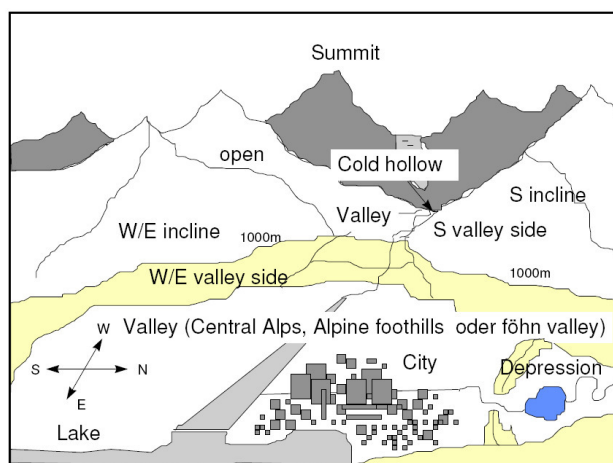 Summit
open
Cold hollow
S incline
Valley
W/E incline
S valley side
1000m
W/E valley side
1000m
Valley (Central Alps, Alpine foothills oder föhn valley)
W
S
N
E
City
Depression
Lake